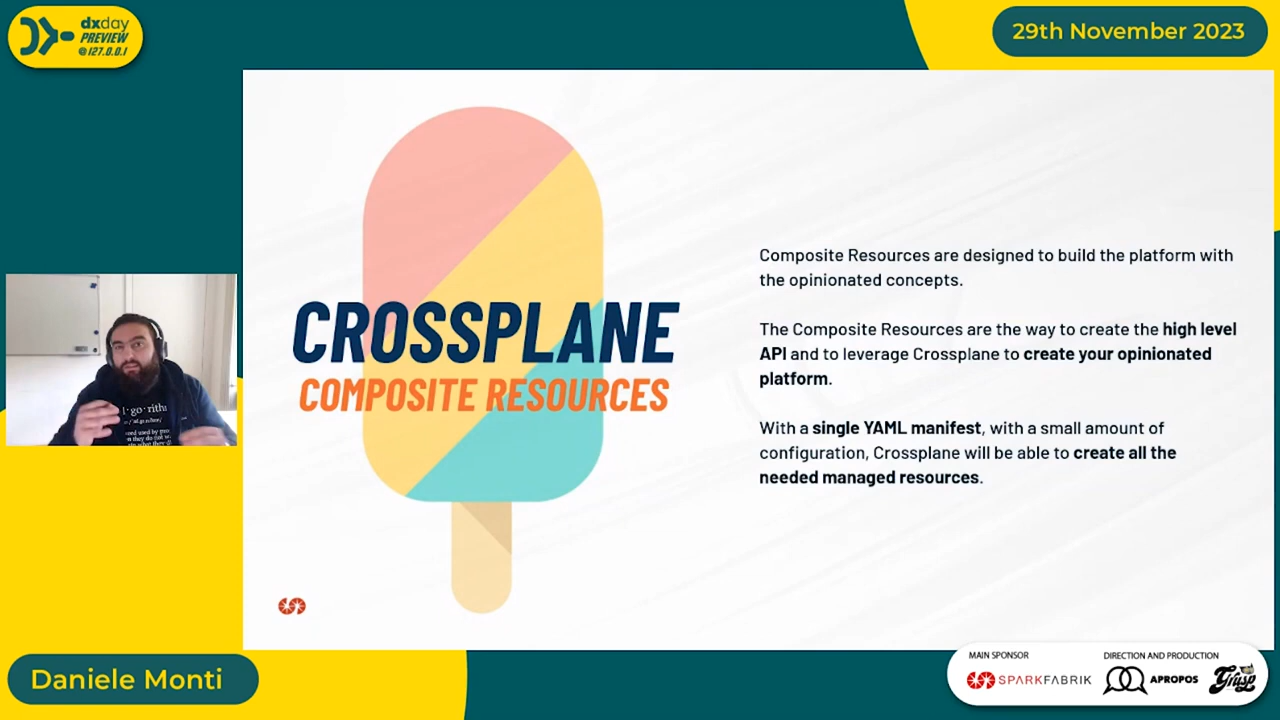 dxday
PREVIEW
@127.0.0.1
29th November 2023
CROSSPLANE
COMPOSITE RESOURCES
Composite Resources are designed to build the platform with
the opinionated concepts.
The Composite Resources are the way to create the high level
API and to leverage Crossplane to create your opinionated
platform.
With a single YAML manifest, with a small amount of
configuration, Crossplane will be able to create all the
needed managed resources.
Daniele Monti
MAIN SPONSOR
SPARKFABRIK
DIRECTION AND PRODUCTION
APROPOS
Grusp